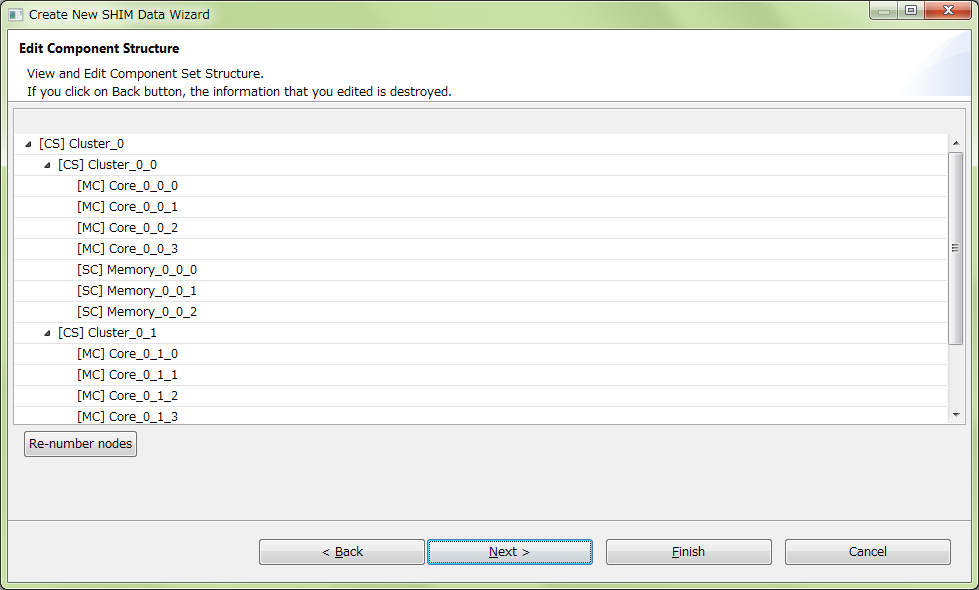 Create New SHIM Data Wizard
Edit Component Structure
View and Edit Component Set Structure.
If you click on Back button, the information that you edited is destroyed.
[CS] Cluster_0
[CS] Cluster_0_0
[MC] Core_0_0_0
[MC] Core_0_0_1
[MC] Core_0_0_2
[MC] Core_0_0_3
[SC] Memory_0_0_0
[SC] Memory_0_0_1
[SC] Memory_0_0_2
[CS] Cluster_0_1
[MC] Core_0_1_0
[MC] Core_0_1_1
[MC] Core_0_1_2
[MC] Core_0_1_3
Re-number nodes
< Back
Next >
Finish
Cancel